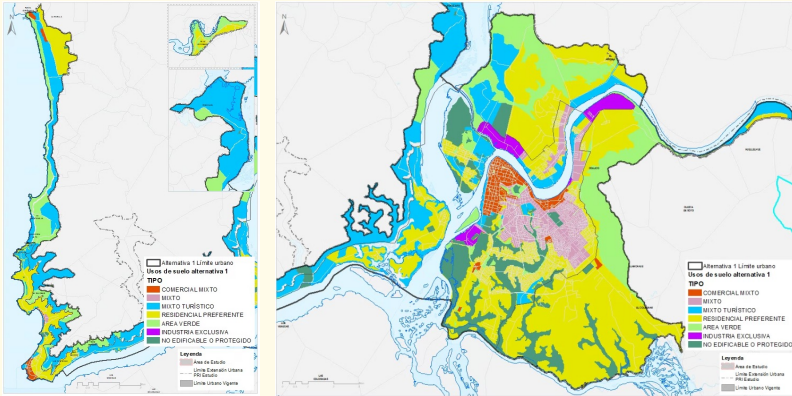 N
Alternativa 1 Límite urbano
Usos de suelo alternativa 1
TIPO
COMERCIAL MIXTO
MIXTO
MIXTO TURÍSTICO
RESIDENCIAL PREFERENTE
AREA VERDE
INDUSTRIA EXCLUSIVA
NO EDIFICABLE O PROTEGIDO
Leyenda
Area de Estudio
Límite Extensión Urbana
PRI Estudio
Límite Urbano Vigente
N
Alternativa 1 Límite urbano
Usos de suelo alternativa 1
TIPO
COMERCIAL MIXTO
MIXTO
MIXTO TURÍSTICO
RESIDENCIAL PREFERENTE
AREA VERDE
INDUSTRIA EXCLUSIVA
NO EDIFICABLE O PROTEGIDO
Leyenda
Area de Estudio
Límite Extensión Urbana
PRI Estudio
Límite Urbano Vigente